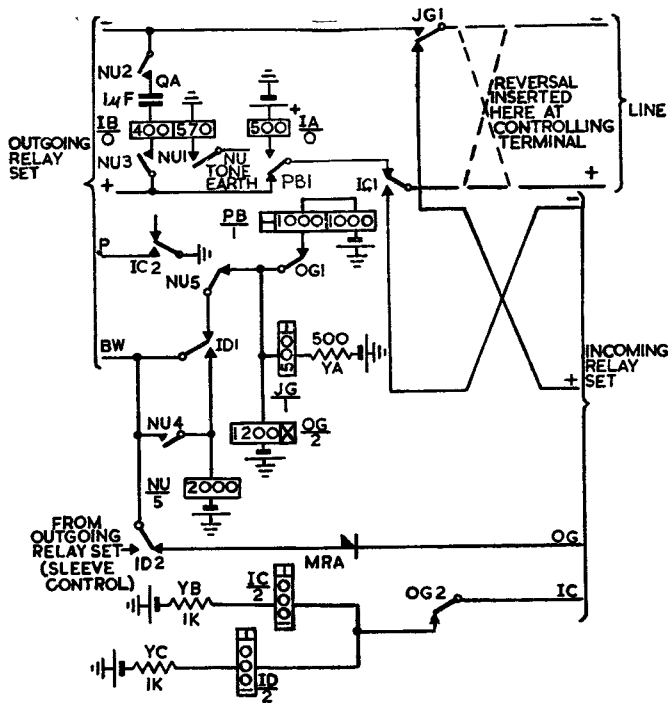 JG1
−
−
NU2
QA
1μF
IB
O
400
570
+
500
IA
O
REVERSAL
INSERTED
HERE AT
CONTROLLING
TERMINAL
LINE
OUTGOING
RELAY
SET
NU3
NU1
NU
TONE
EARTH
PB1
IC1
+
+
PB
1
1000
1000
−
P
IC2
NU5
OG1
BW
ID1
500
YA
JG
1
INCOMING
RELAY
SET
+
NU4
1200
OG
2
NU
5
2000
FROM
OUTGOING
RELAY SET
(SLEEVE
CONTROL)
ID2
MRA
OG
YB
1K
IC
2
OG2
IC
YC
1K
ID
2